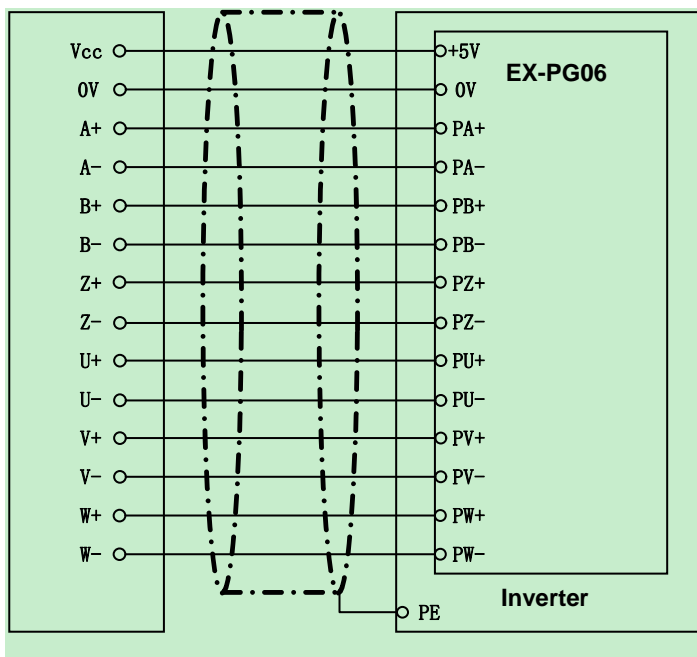 Vcc +5V
EX-PG06
0V 0V
A+ PA+
A- PA-
B+ PB+
B- PB-
Z+ PZ+
Z- PZ-
U+ PU+
U- PU-
V+ PV+
V- PV-
W+ PW+
W- PW-
Inverter
PE